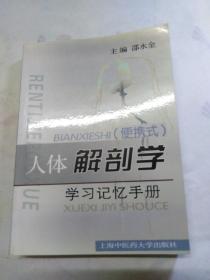 主编 邵水金
RENTIJIE
BIANXIESHI（便携式）
人体解剖学
学习记忆手册
XUEXI JIYI SHOUCE
上海中医药大学出版社